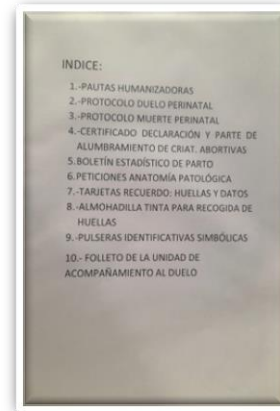 INDICE:
1.-PAUTAS HUMANIZADORAS
2.-PROTOCOLO DUELO PERINATAL
3.-PROTOCOLO MUERTE PERINATAL
4.-CERTIFICADO DECLARACIÓN Y PARTE DE
ALUMBRAMIENTO DE CRIAT. ABORTIVAS
5.BOLETÍN ESTADÍSTICO DE PARTO
6.PETICIONES ANATOMÍA PATOLÓGICA
7.-TARJETAS RECUERDO: HUELLAS Y DATOS
8.-ALMOHADILLA TINTA PARA RECOGIDA DE
HUELLAS
9.-PULSERAS IDENTIFICATIVAS SIMBÓLICAS
10.- FOLLETO DE LA UNIDAD DE
ACOMPAÑAMIENTO AL DUELO